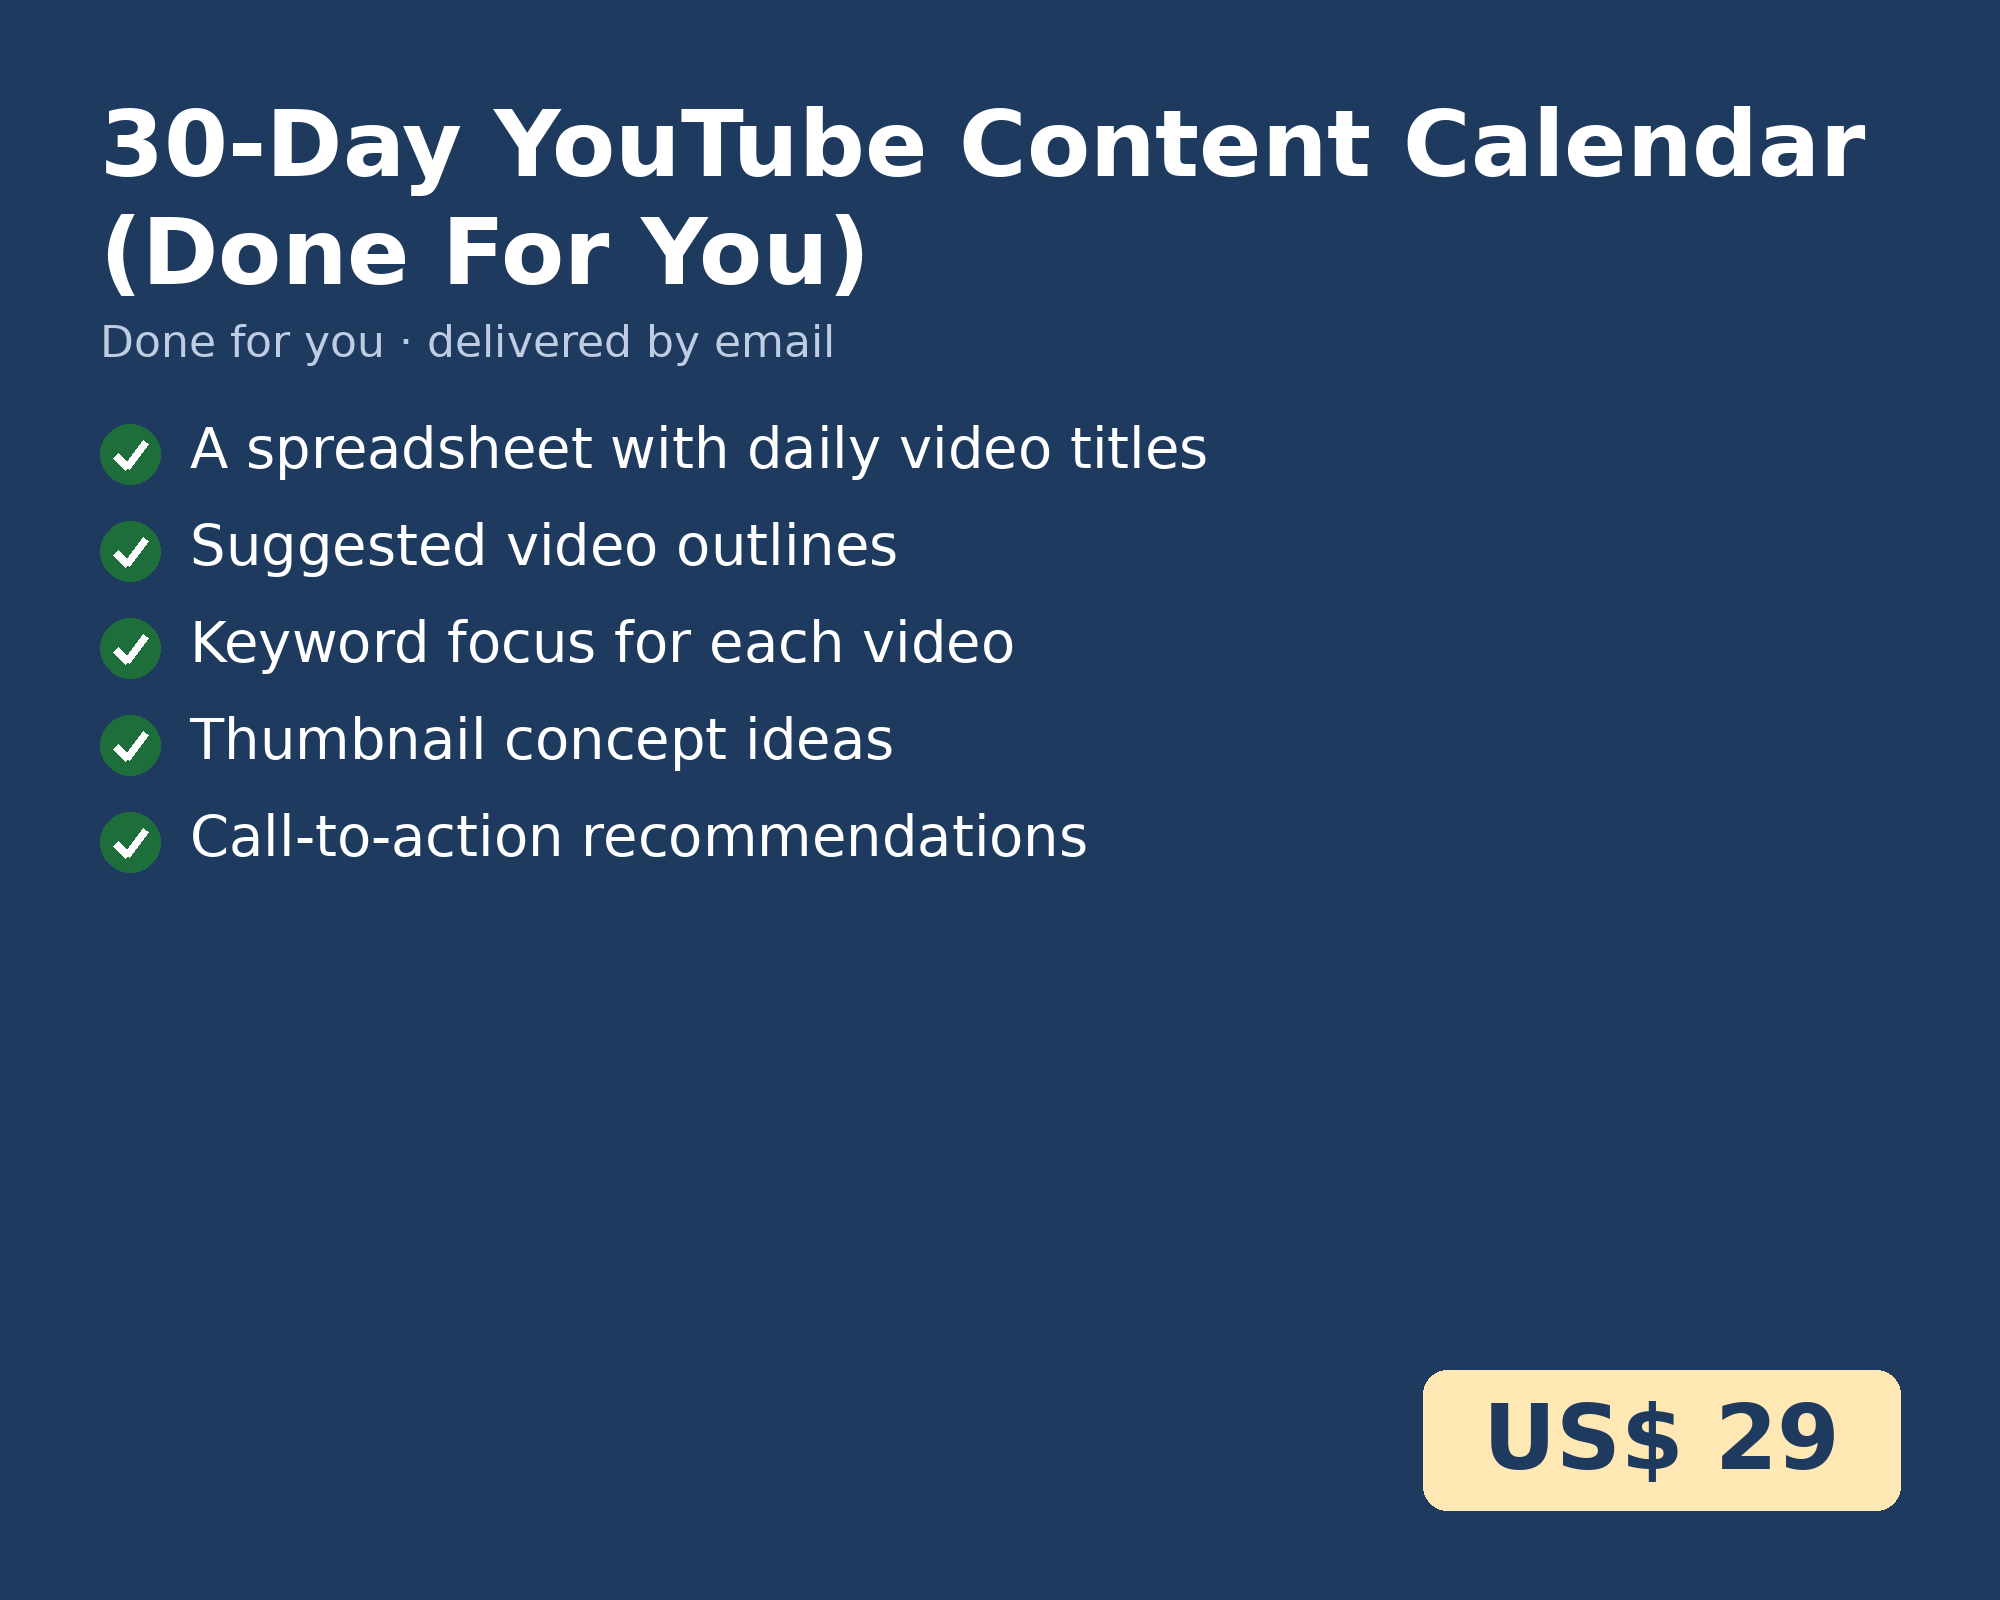 30-Day YouTube Content Calendar
(Done For You)
Done for you · delivered by email
A spreadsheet with daily video titles
Suggested video outlines
Keyword focus for each video
Thumbnail concept ideas
Call-to-action recommendations
US$ 29